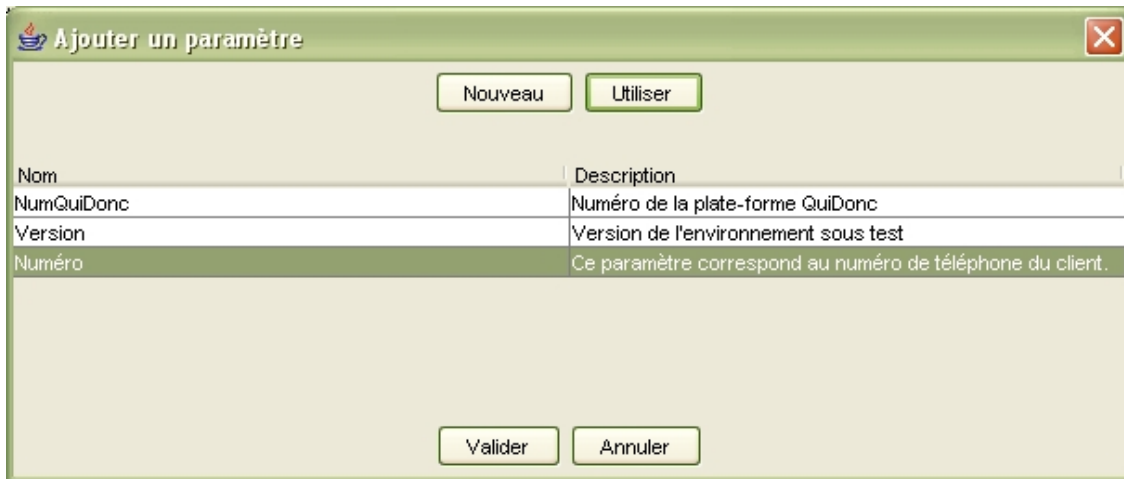 Ajouter un paramètre
Nouveau Utiliser
Nom Description
NumQuiDonc Numéro de la plate-forme QuiDonc
Version Version de l'environnement sous test
Numéro Ce paramètre correspond au numéro de téléphone du client.
Valider Annuler